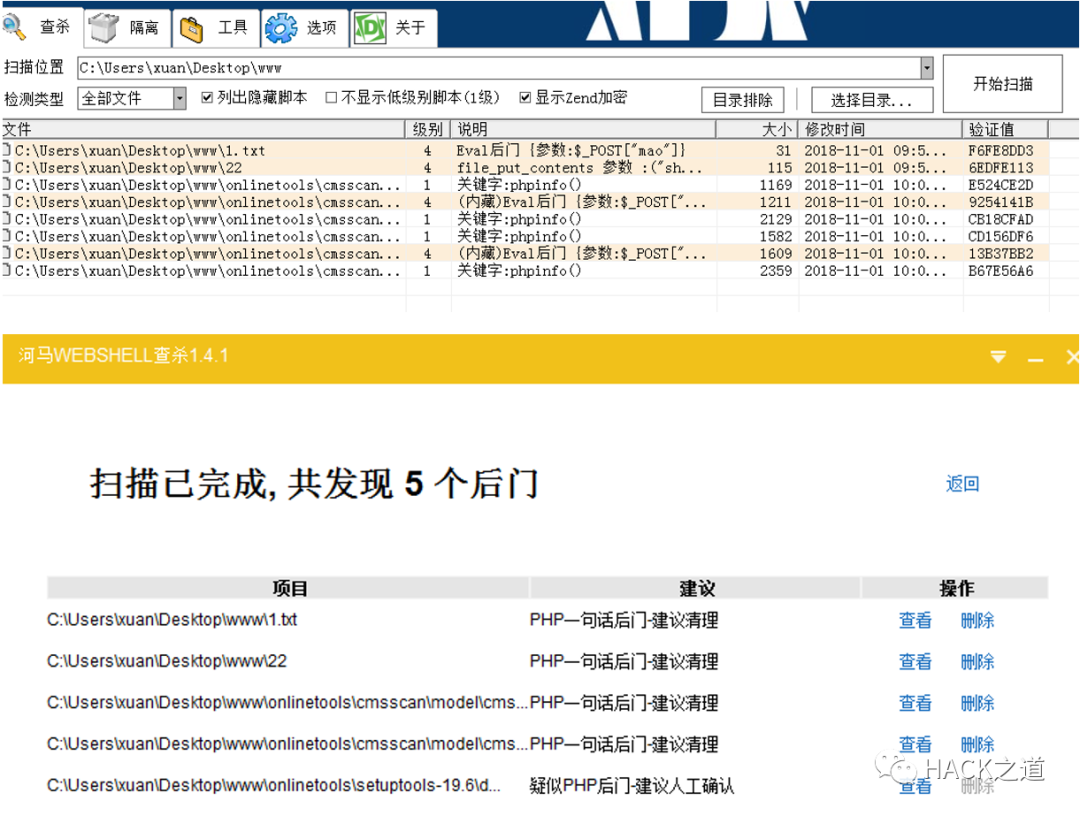 查杀 隔离 工具 选项 关于
扫描位置 C:\Users\xuan\Desktop\www
开始扫描
检测类型 全部文件 列出隐藏脚本 不显示低级别脚本(1级) 显示Zend加密 目录排除 选择目录...
文件 级别 说明 大小 修改时间 验证值
C:\Users\xuan\Desktop\www\1.txt 4 Eval后门 {参数:$_POST["mao"]} 31 2018-11-01 09:5... F6FE8DD3
C:\Users\xuan\Desktop\www\22 4 file_put_contents 参数 :("sh... 115 2018-11-01 09:5... 6EDFE113
C:\Users\xuan\Desktop\www\onlinetools\cmsscan... 1 关键字:phpinfo() 1169 2018-11-01 10:0... E524CE2D
C:\Users\xuan\Desktop\www\onlinetools\cmsscan... 4 (内藏)Eval后门 {参数:$_POST["... 1211 2018-11-01 10:0... 9254141B
C:\Users\xuan\Desktop\www\onlinetools\cmsscan... 1 关键字:phpinfo() 2129 2018-11-01 10:0... CB18CFAD
C:\Users\xuan\Desktop\www\onlinetools\cmsscan... 1 关键字:phpinfo() 1582 2018-11-01 10:0... CD156DF6
C:\Users\xuan\Desktop\www\onlinetools\cmsscan... 4 (内藏)Eval后门 {参数:$_POST["... 1609 2018-11-01 10:0... 13B37BB2
C:\Users\xuan\Desktop\www\onlinetools\cmsscan... 1 关键字:phpinfo() 2359 2018-11-01 10:0... B67E56A6
河马WEBSHELL查杀1.4.1
扫描已完成, 共发现 5 个后门 返回
项目 建议 操作
C:\Users\xuan\Desktop\www\1.txt PHP一句话后门-建议清理 查看 删除
C:\Users\xuan\Desktop\www\22 PHP一句话后门-建议清理 查看 删除
C:\Users\xuan\Desktop\www\onlinetools\cmsscan\model\cms... PHP一句话后门-建议清理 查看 删除
C:\Users\xuan\Desktop\www\onlinetools\cmsscan\model\cms... PHP一句话后门-建议清理 查看 删除
C:\Users\xuan\Desktop\www\onlinetools\setuptools-19.6\d... 疑似PHP后门-建议人工确认 查看 删除
HACK之道